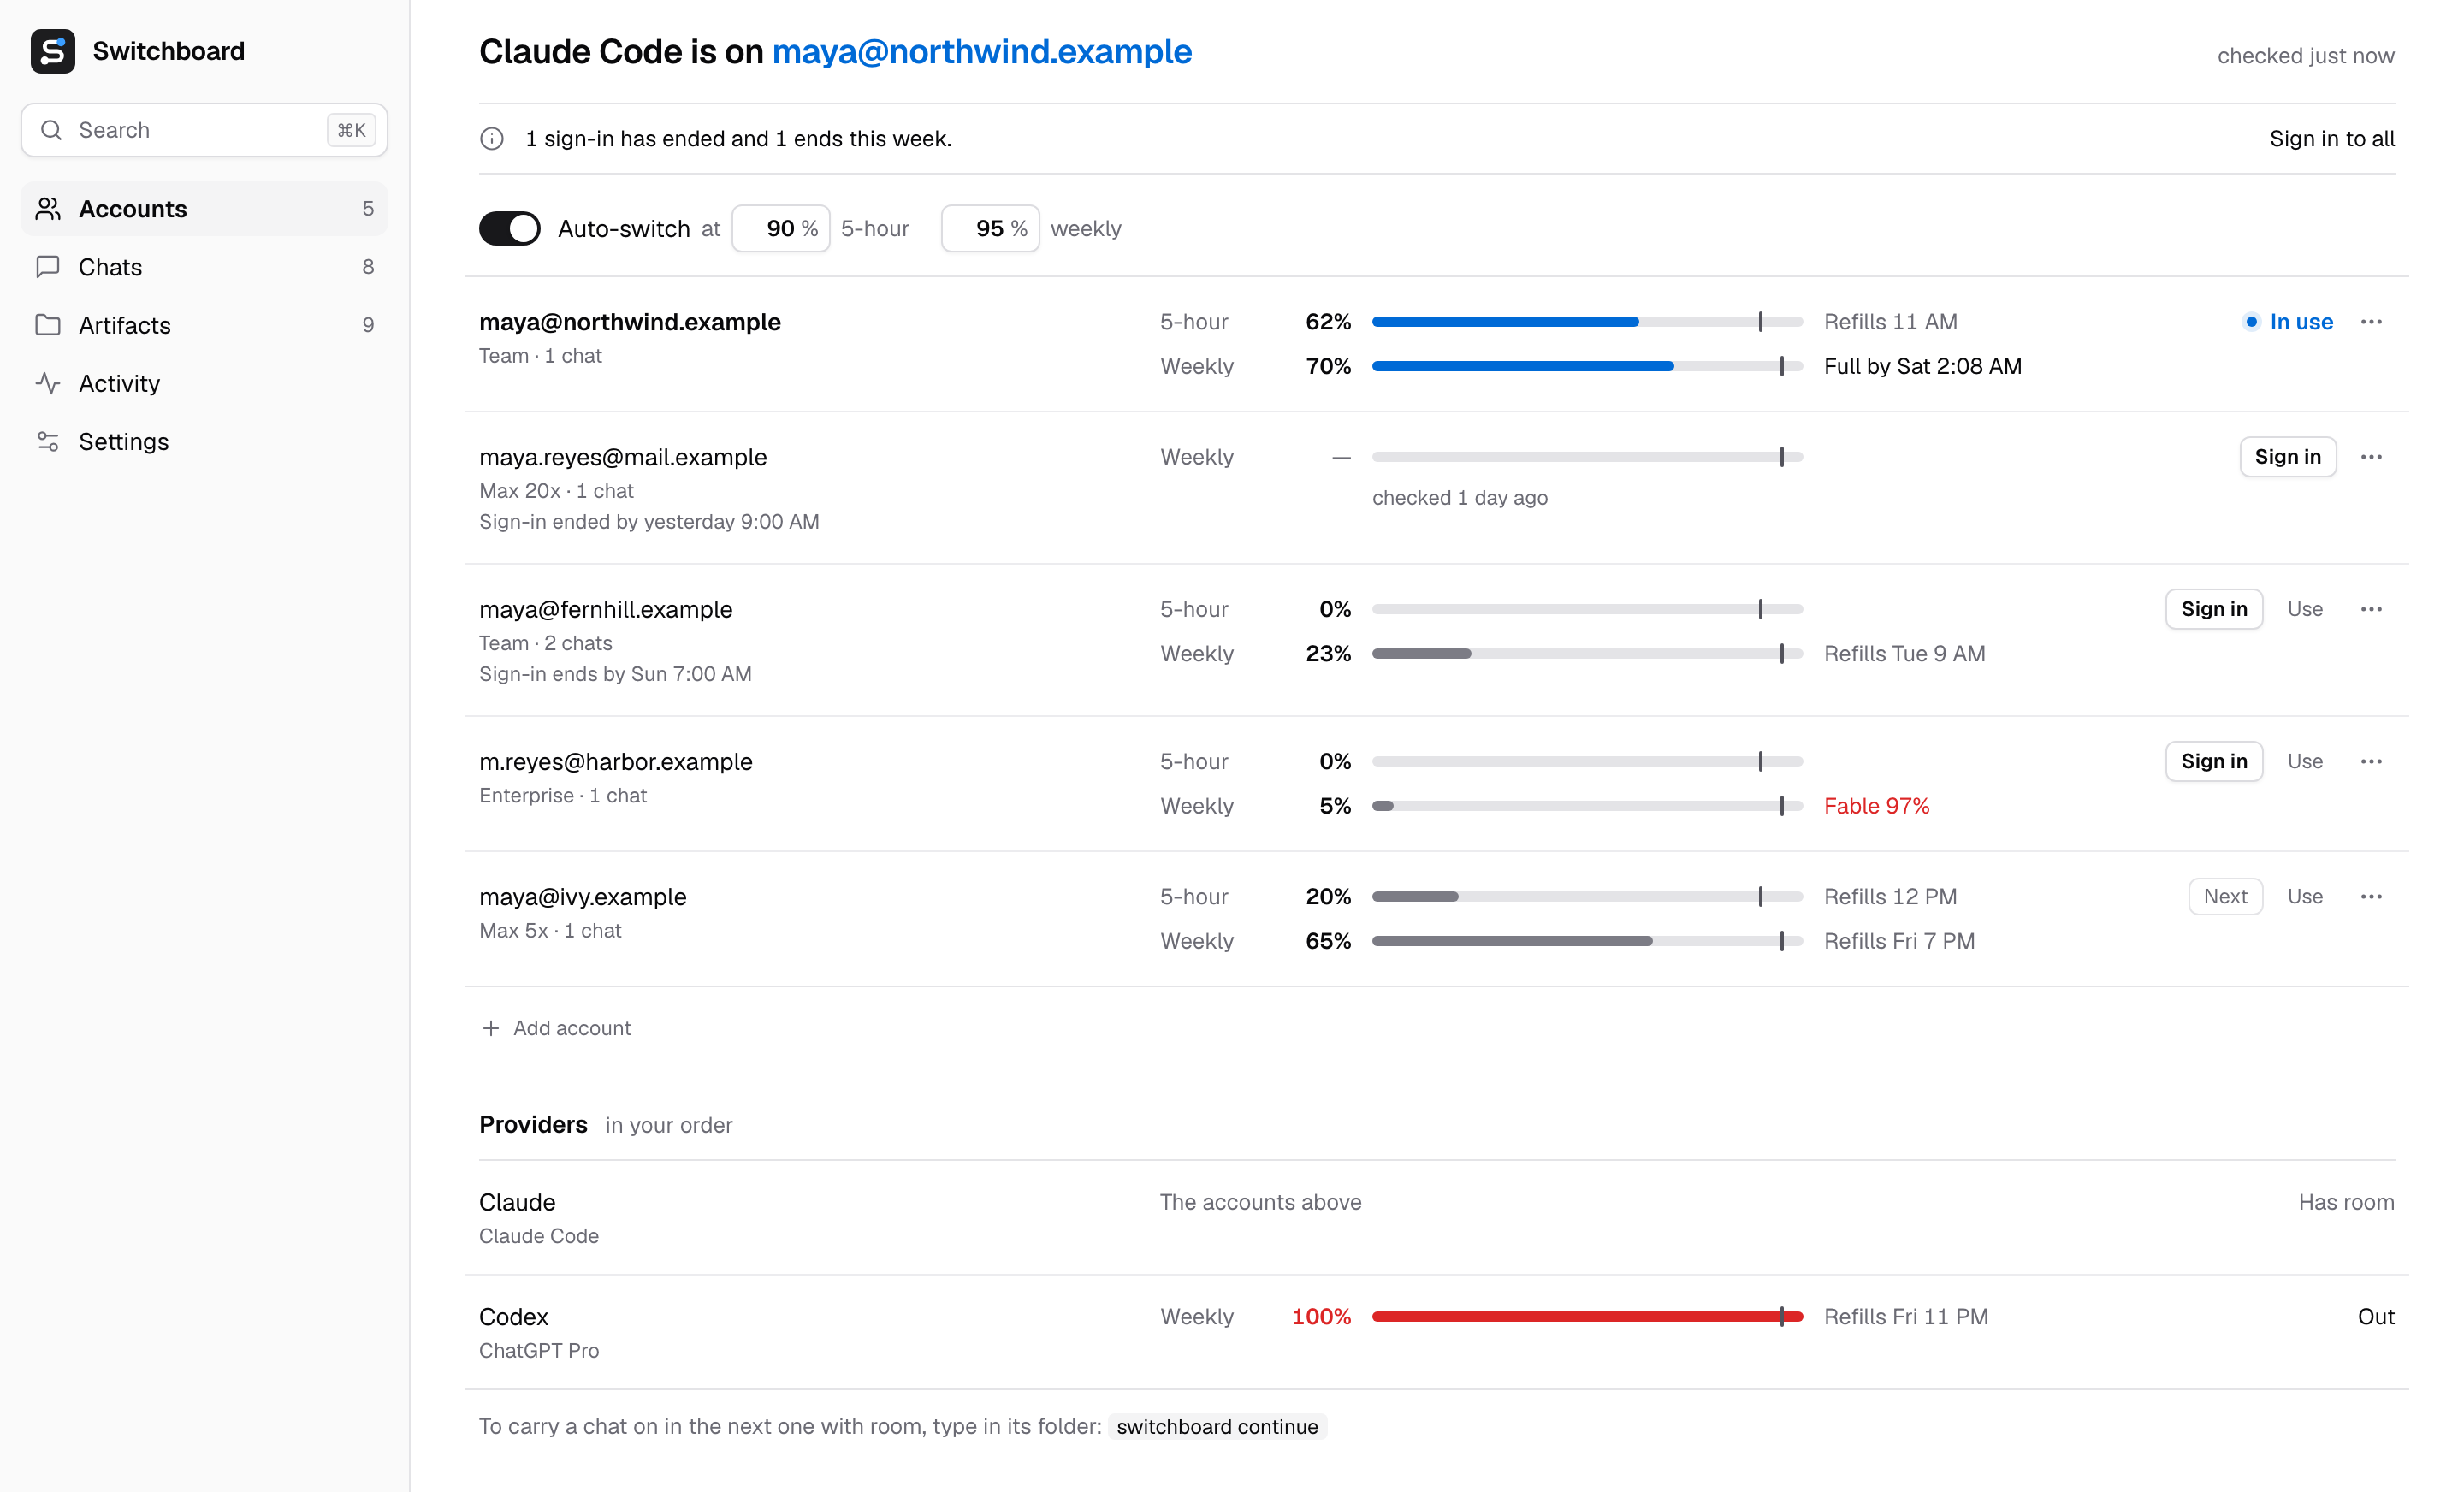 Switchboard
Search ⌘K
Accounts 5
Chats 8
Artifacts 9
Activity
Settings
Claude Code is on maya@northwind.example
checked just now
1 sign-in has ended and 1 ends this week.
Sign in to all
Auto-switch at 90 % 5-hour 95 % weekly
maya@northwind.example
Team · 1 chat
5-hour 62% Refills 11 AM
Weekly 70% Full by Sat 2:08 AM
In use
maya.reyes@mail.example
Max 20x · 1 chat
Sign-in ended by yesterday 9:00 AM
Weekly —
checked 1 day ago
Sign in
maya@fernhill.example
Team · 2 chats
Sign-in ends by Sun 7:00 AM
5-hour 0%
Weekly 23% Refills Tue 9 AM
Sign in Use
m.reyes@harbor.example
Enterprise · 1 chat
5-hour 0%
Weekly 5% Fable 97%
Sign in Use
maya@ivy.example
Max 5x · 1 chat
5-hour 20% Refills 12 PM
Weekly 65% Refills Fri 7 PM
Next Use
Add account
Providers in your order
Claude
Claude Code
The accounts above
Has room
Codex
ChatGPT Pro
Weekly 100% Refills Fri 11 PM
Out
To carry a chat on in the next one with room, type in its folder: switchboard continue